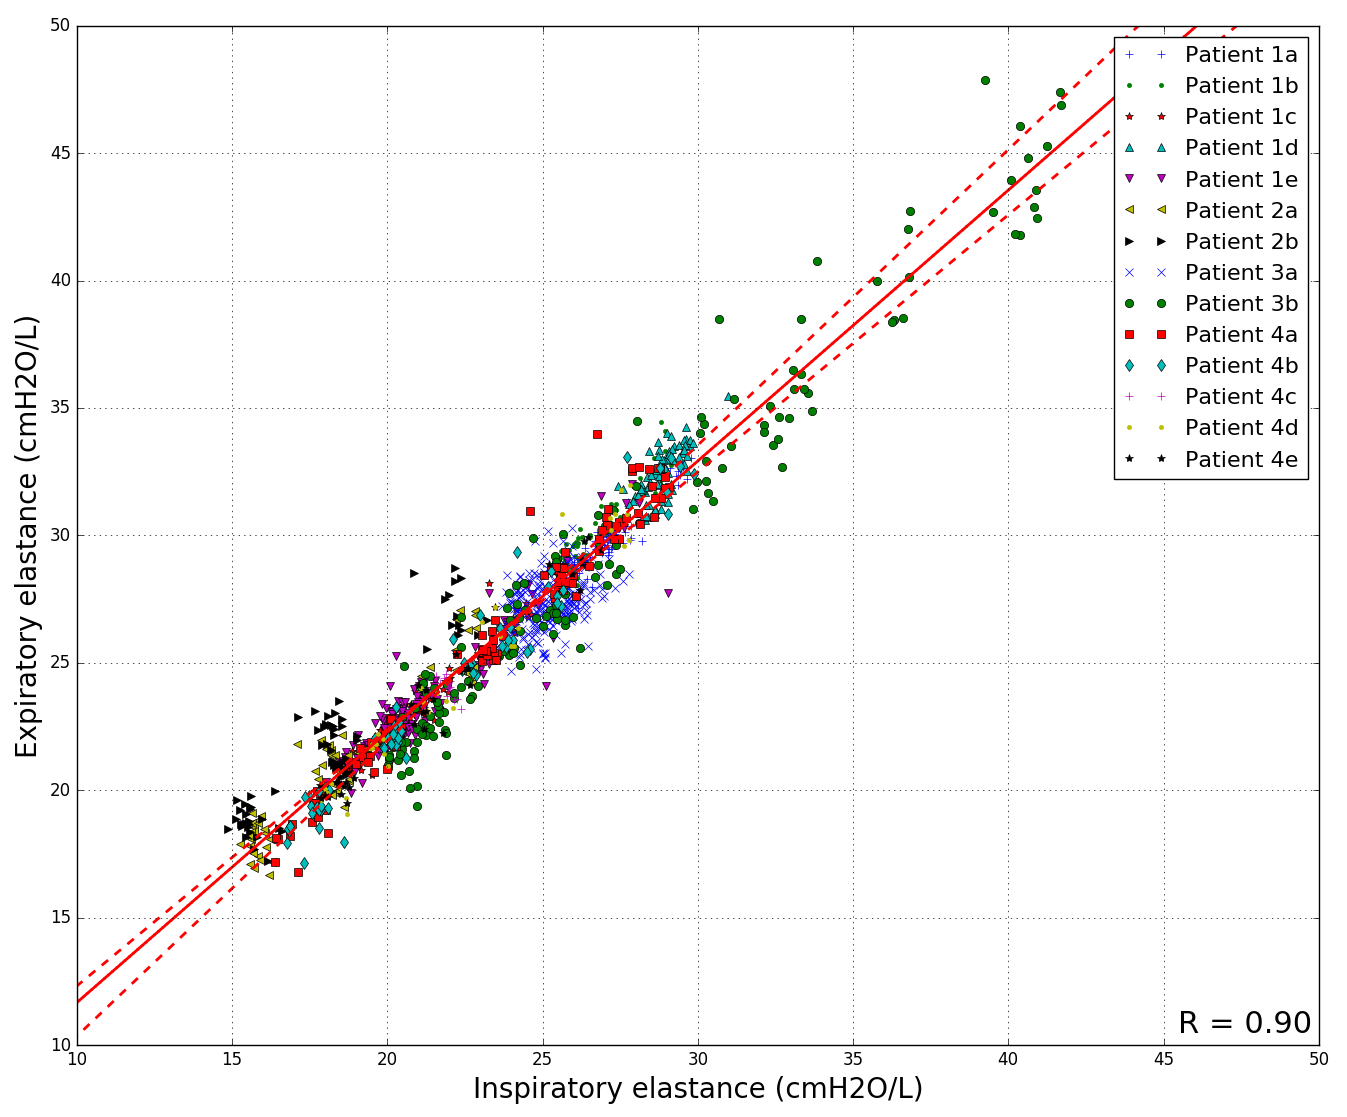 50
45
40
35
30
25
20
15
10
Expiratory elastance (cmH2O/L)
Patient 1a
Patient 1b
Patient 1c
Patient 1d
Patient 1e
Patient 2a
Patient 2b
Patient 3a
Patient 3b
Patient 4a
Patient 4b
Patient 4c
Patient 4d
Patient 4e
R = 0.90
10 15 20 25 30 35 40 45 50
Inspiratory elastance (cmH2O/L)